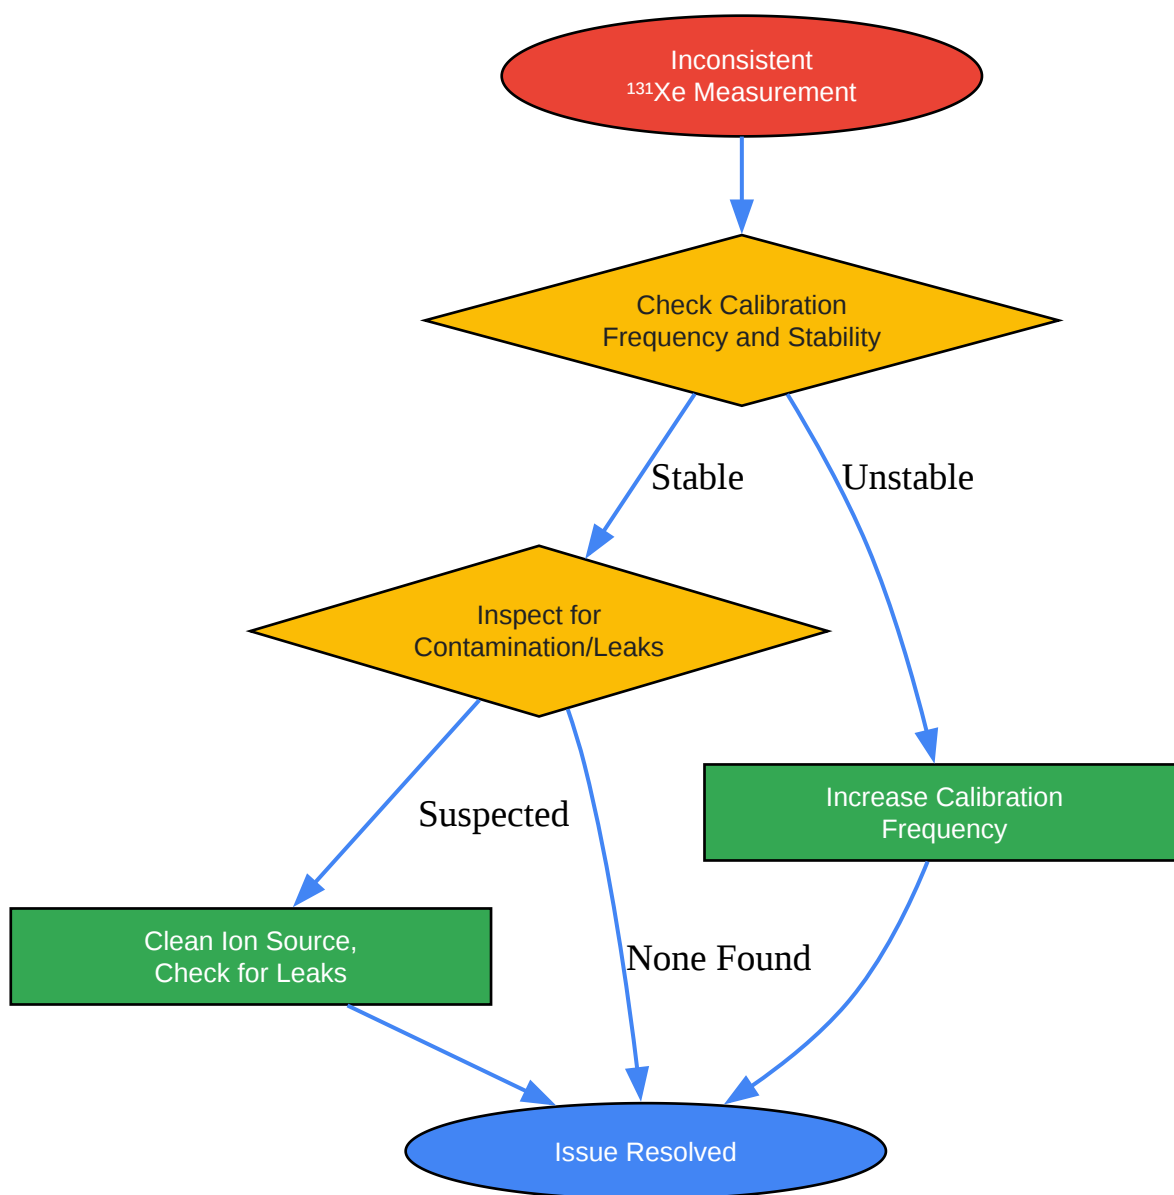 Inconsistent
¹³¹Xe Measurement
Check Calibration
Frequency and Stability
Stable
Unstable
Inspect for
Contamination/Leaks
Increase Calibration
Frequency
Suspected
Clean Ion Source,
Check for Leaks
None Found
Issue Resolved